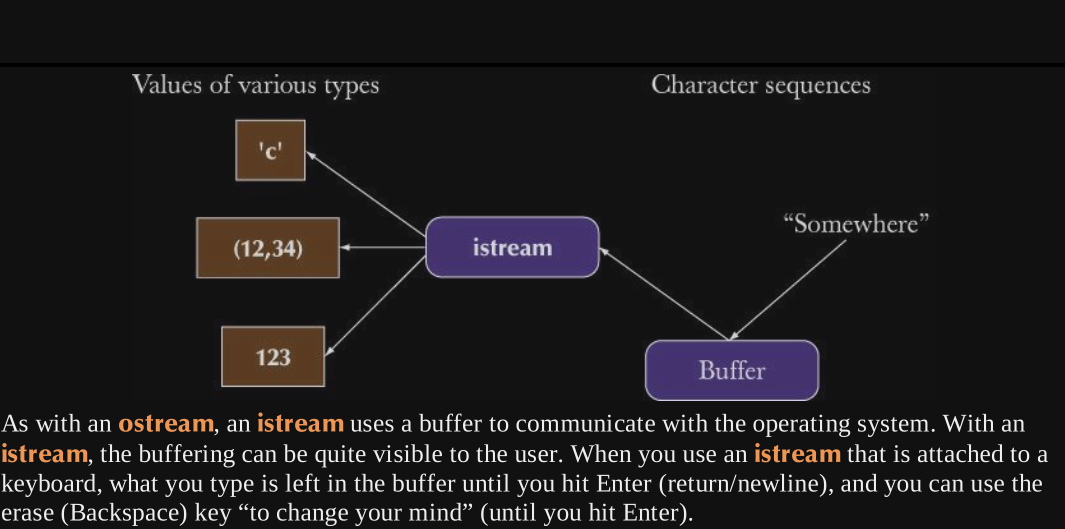 Values of various types
Character sequences
'c'
“Somewhere”
(12,34)
istream
123
Buffer
As with an ostream, an istream uses a buffer to communicate with the operating system. With an
istream, the buffering can be quite visible to the user. When you use an istream that is attached to a
keyboard, what you type is left in the buffer until you hit Enter (return/newline), and you can use the
erase (Backspace) key “to change your mind” (until you hit Enter).